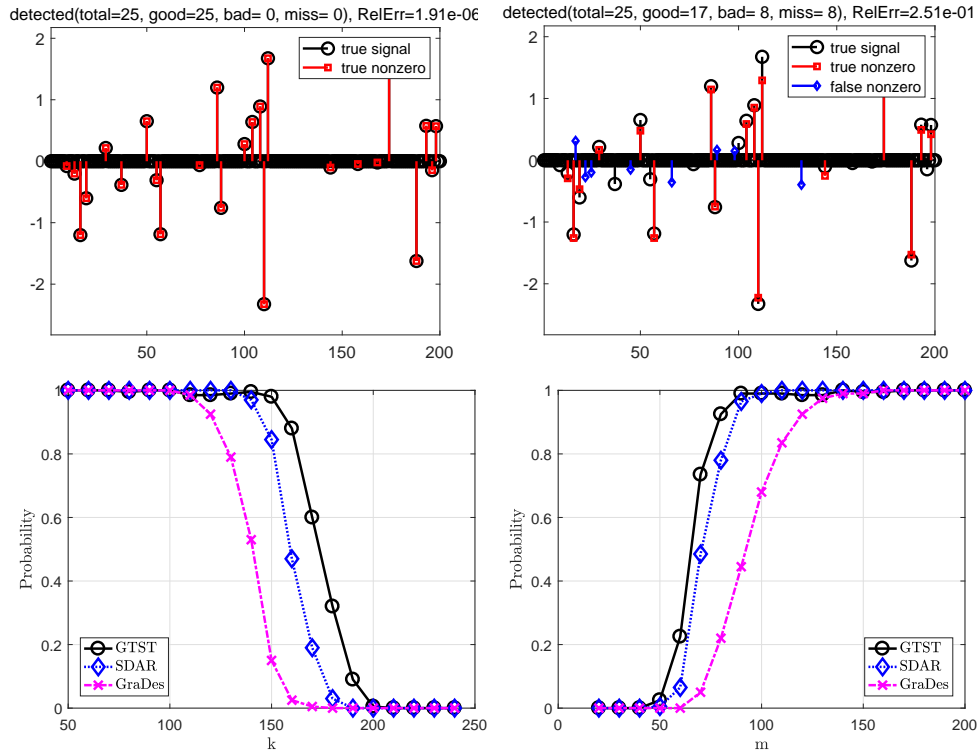 detected(total=25, good=25, bad= 0, miss= 0), RelErr=1.91e-06
2
1
0
-1
-2
50
100
150
200
true signal
true nonzero
detected(total=25, good=17, bad= 8, miss= 8), RelErr=2.51e-01
2
1
0
-1
-2
50
100
150
200
true signal
true nonzero
false nonzero
1
0.8
0.6
0.4
0.2
0
50
100
150
200
250
Probability
k
GTST
SDAR
GraDes
1
0.8
0.6
0.4
0.2
0
0
50
100
150
200
Probability
m
GTST
SDAR
GraDes